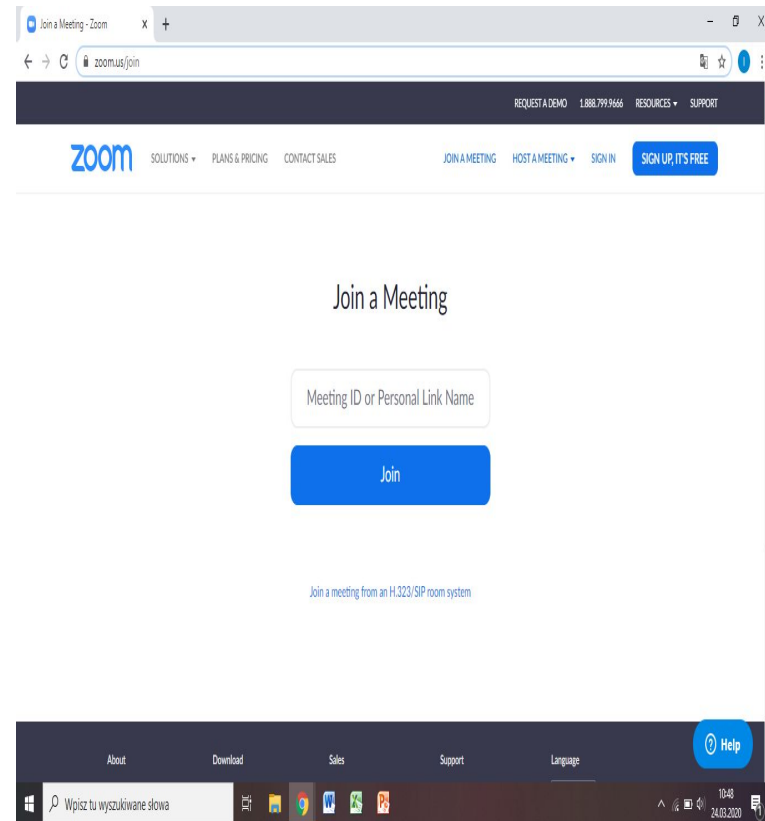 Join a Meeting - Zoom
zoom.us/join
REQUEST A DEMO 1.888.799.9666 RESOURCES SUPPORT
zoom SOLUTIONS PLANS & PRICING CONTACT SALES JOIN A MEETING HOST A MEETING SIGN IN SIGN UP, IT'S FREE
Join a Meeting
Meeting ID or Personal Link Name
Join
Join a meeting from an H.323/SIP room system
Help
About Download Sales Support Language
Wpisz tu wyszukiwane słowa
10:48
24.03.2020